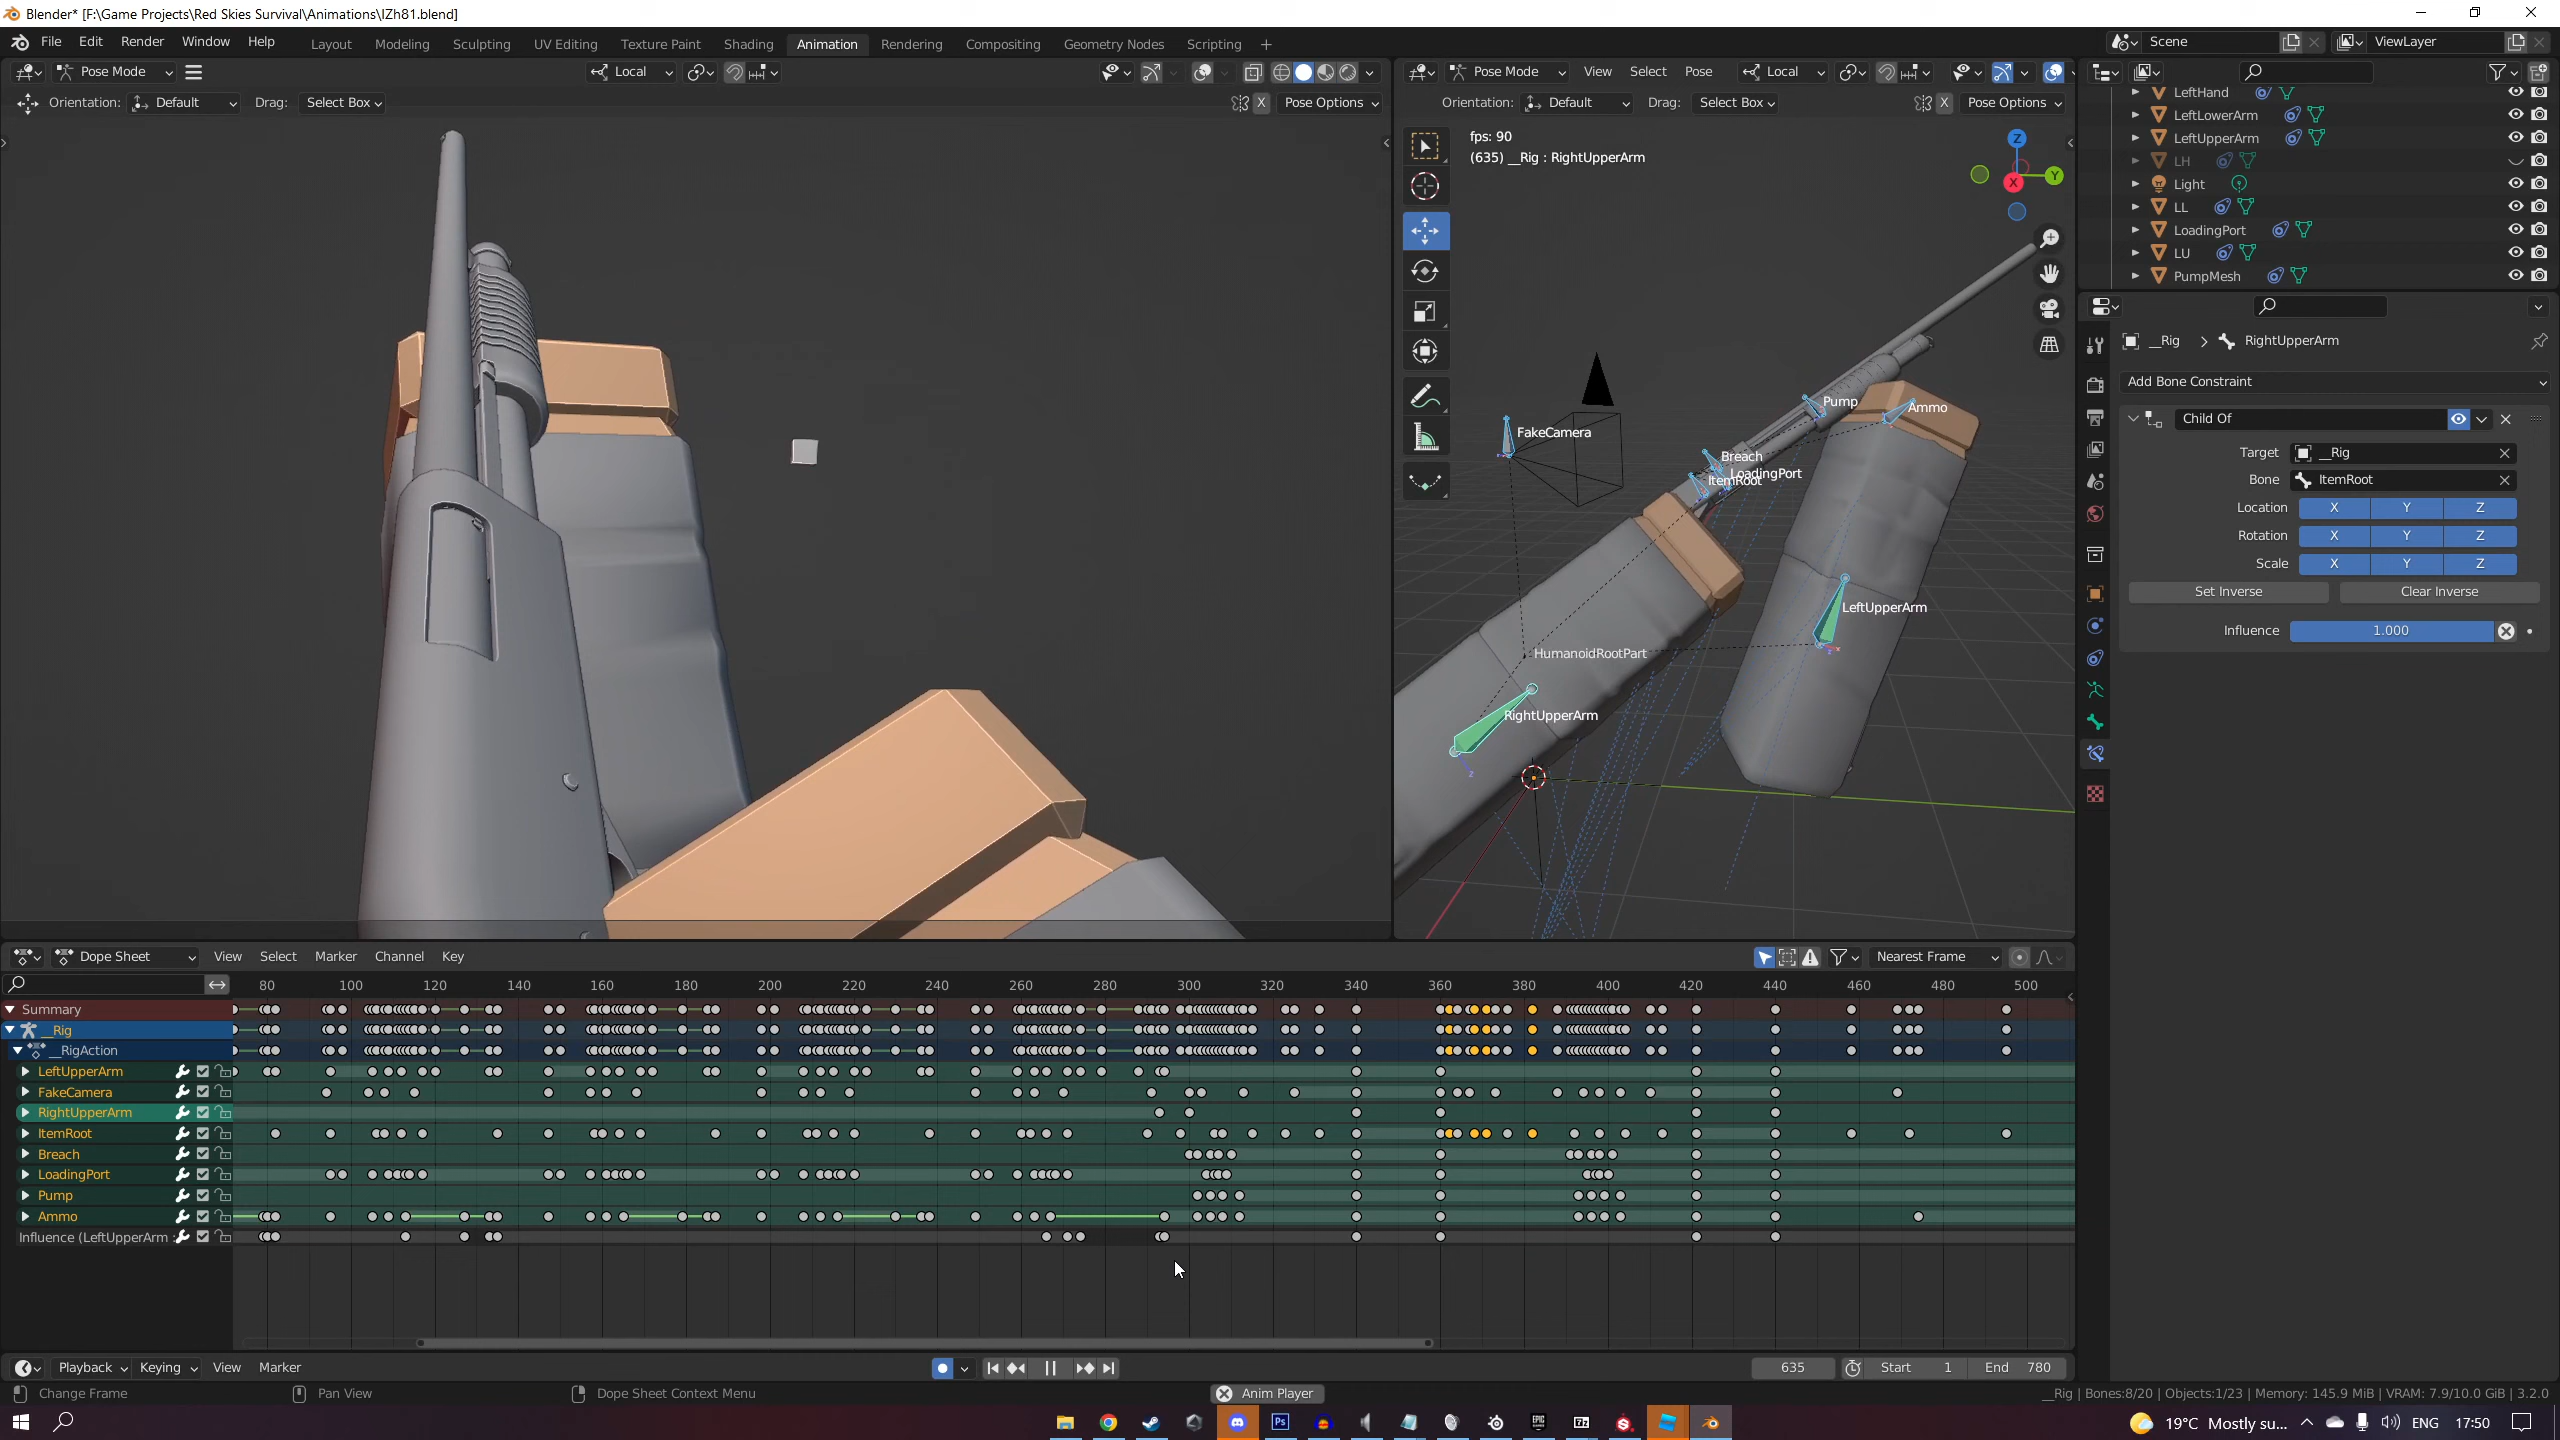 Blender* [F:\Game Projects\Red Skies Survival\Animations\IZh81.blend]
File Edit Render Window Help Layout Modeling Sculpting UV Editing Texture Paint Shading Animation Rendering Compositing Geometry Nodes Scripting + Scene ViewLayer
Pose Mode Local
Orientation: Default Drag: Select Box X Pose Options
Pose Mode View Select Pose Local
Orientation: Default Drag: Select Box X Pose Options
fps: 90
(635) __Rig : RightUpperArm
Z
Y
X
Pump
Ammo
FakeCamera
Breach
LoadingPort
ItemRoot
LeftUpperArm
HumanoidRootPart
RightUpperArm
LeftHand
LeftLowerArm
LeftUpperArm
LH
Light
LL
LoadingPort
LU
PumpMesh
__Rig > RightUpperArm
Add Bone Constraint
Child Of
Target __Rig
Bone ItemRoot
Location X Y Z
Rotation X Y Z
Scale X Y Z
Set Inverse Clear Inverse
Influence 1.000
Dope Sheet View Select Marker Channel Key Nearest Frame
80 100 120 140 160 180 200 220 240 260 280 300 320 340 360 380 400 420 440 460 480 500
Summary
__Rig
__RigAction
LeftUpperArm
FakeCamera
RightUpperArm
ItemRoot
Breach
LoadingPort
Pump
Ammo
Influence (LeftUpperArm :
Playback Keying View Marker 635 Start 1 End 780
Change Frame Pan View Dope Sheet Context Menu Anim Player __Rig | Bones:8/20 | Objects:1/23 | Memory: 145.9 MiB | VRAM: 7.9/10.0 GiB | 3.2.0
Ps EPIC 19°C Mostly su... ENG 17:50